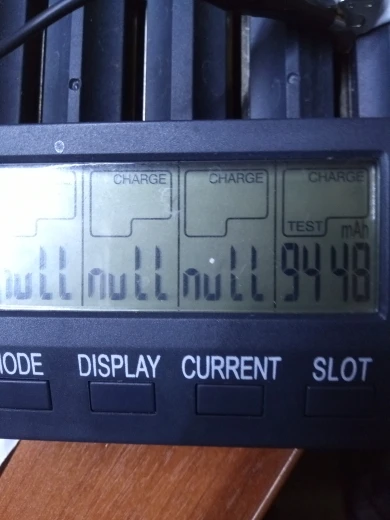 CHARGE CHARGE CHARGE
TEST mAh
null null null 9448
MODE DISPLAY CURRENT SLOT